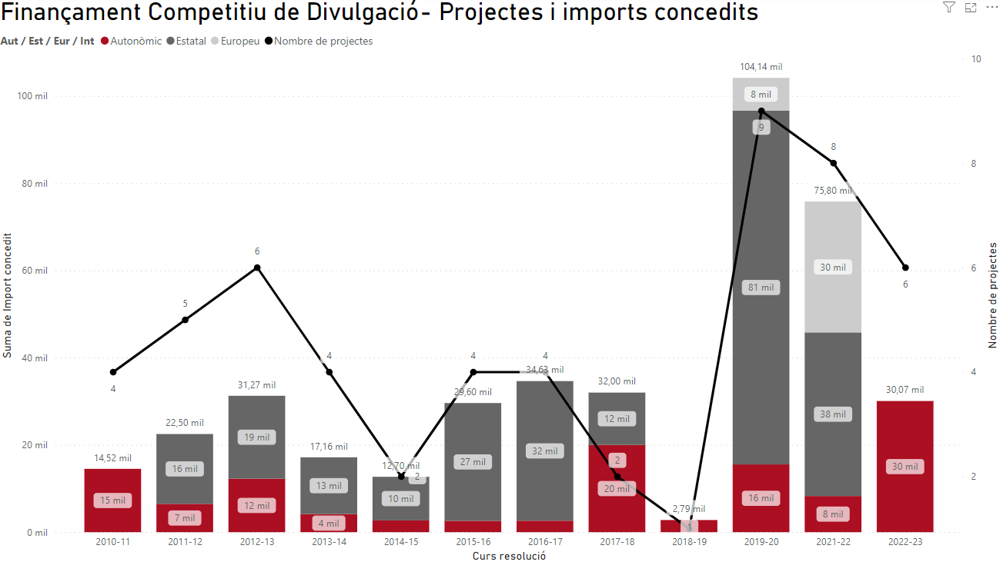 Finançament Competitiu de Divulgació- Projectes i imports concedits
Aut / Est / Eur / Int Autonòmic Estatal Europeu Nombre de projectes
10
104,14 mil
100 mil
8 mil
9
8
8
80 mil
75,80 mil
6
60 mil
30 mil
6
6
81 mil
5
4
4
4
40 mil
4
4
34,63 mil
31,27 mil
29,60 mil
32,00 mil
30,07 mil
22,50 mil
19 mil
12 mil
38 mil
17,16 mil
20 mil
14,52 mil
16 mil
27 mil
32 mil
2
30 mil
12,70 mil
2
2
13 mil
20 mil
15 mil
10 mil
16 mil
12 mil
2,79 mil
7 mil
4 mil
8 mil
1
0 mil
2010-11 2011-12 2012-13 2013-14 2014-15 2015-16 2016-17 2017-18 2018-19 2019-20 2021-22 2022-23
Curs resolució
Suma de Import concedit
Nombre de projectes